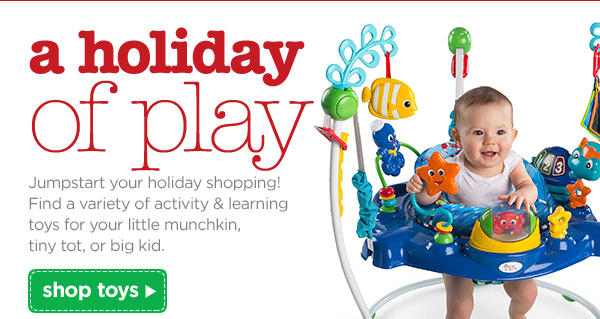 a holiday
of play
Jumpstart your holiday shopping!
Find a variety of activity & learning
toys for your little munchkin,
tiny tot, or big kid.
shop toys
123